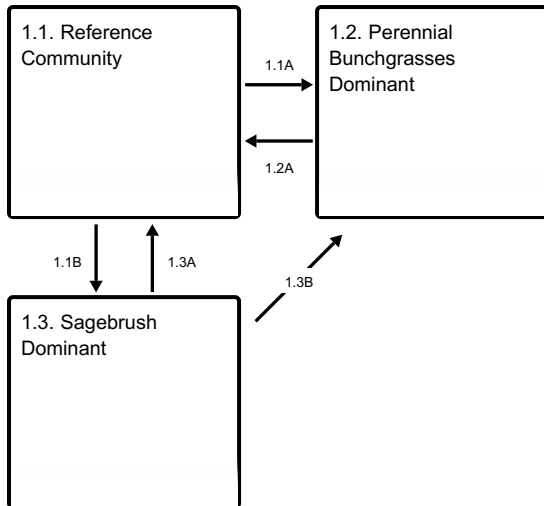 1.1. Reference
Community
1.2. Perennial
Bunchgrasses
Dominant
1.1A
1.2A
1.1B
1.3A
1.3B
1.3. Sagebrush
Dominant